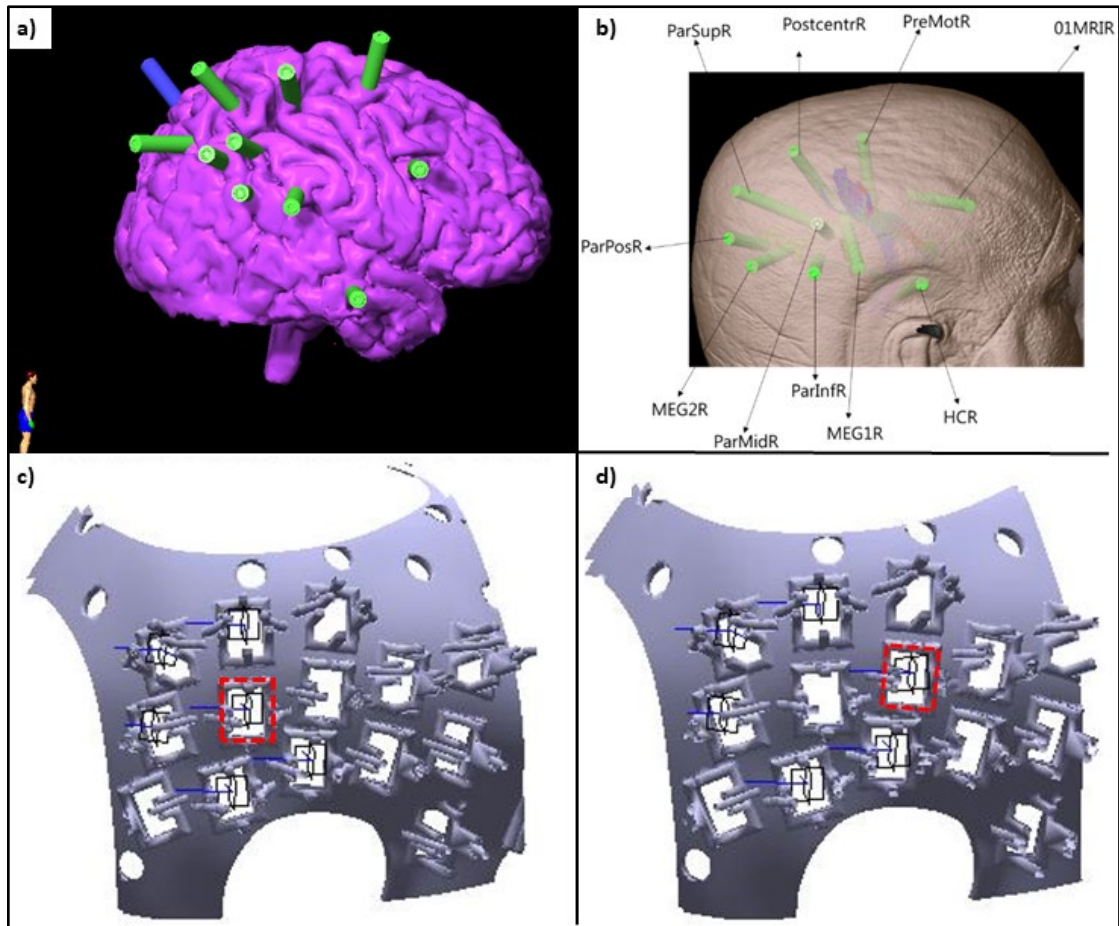 a)
b)
ParSupR
PostcentrR
PreMotR
01MRIR
ParPosR
MEG2R
ParMidR
ParInfR
MEG1R
HCR
c)
d)